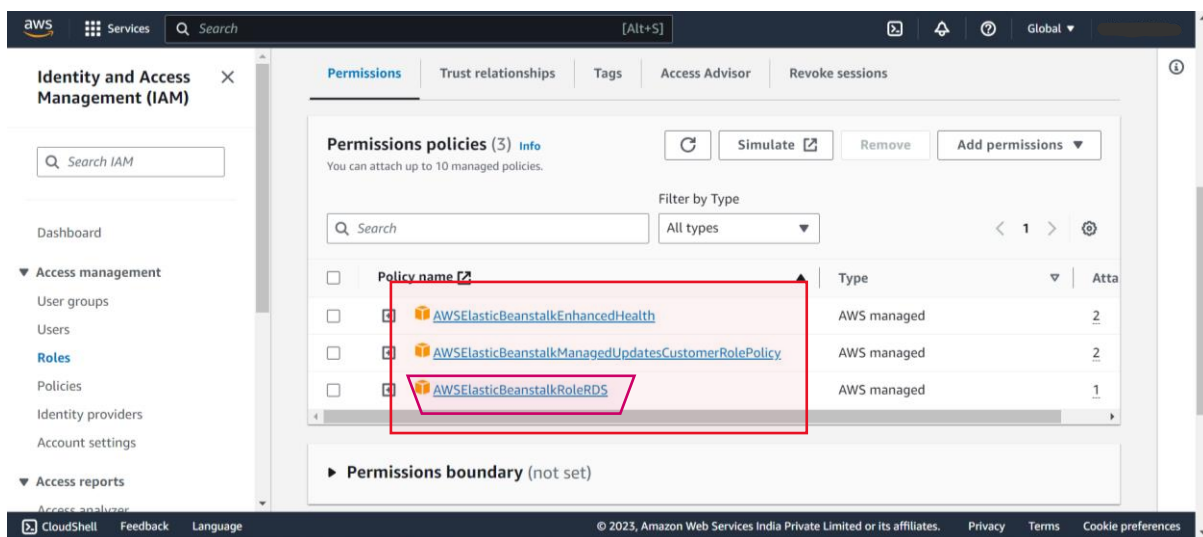 aws Services Search [Alt+S] Global
Identity and Access Management (IAM)
Search IAM
Dashboard
Access management
User groups
Users
Roles
Policies
Identity providers
Account settings
Access reports
Access analyzer
Permissions Trust relationships Tags Access Advisor Revoke sessions
Permissions policies (3) Info
You can attach up to 10 managed policies.
Simulate Remove Add permissions
Filter by Type
Search All types 1
Policy name Type Atta
AWSElasticBeanstalkEnhancedHealth AWS managed 2
AWSElasticBeanstalkManagedUpdatesCustomerRolePolicy AWS managed 2
AWSElasticBeanstalkRoleRDS AWS managed 1
Permissions boundary (not set)
CloudShell Feedback Language © 2023, Amazon Web Services India Private Limited or its affiliates. Privacy Terms Cookie preferences